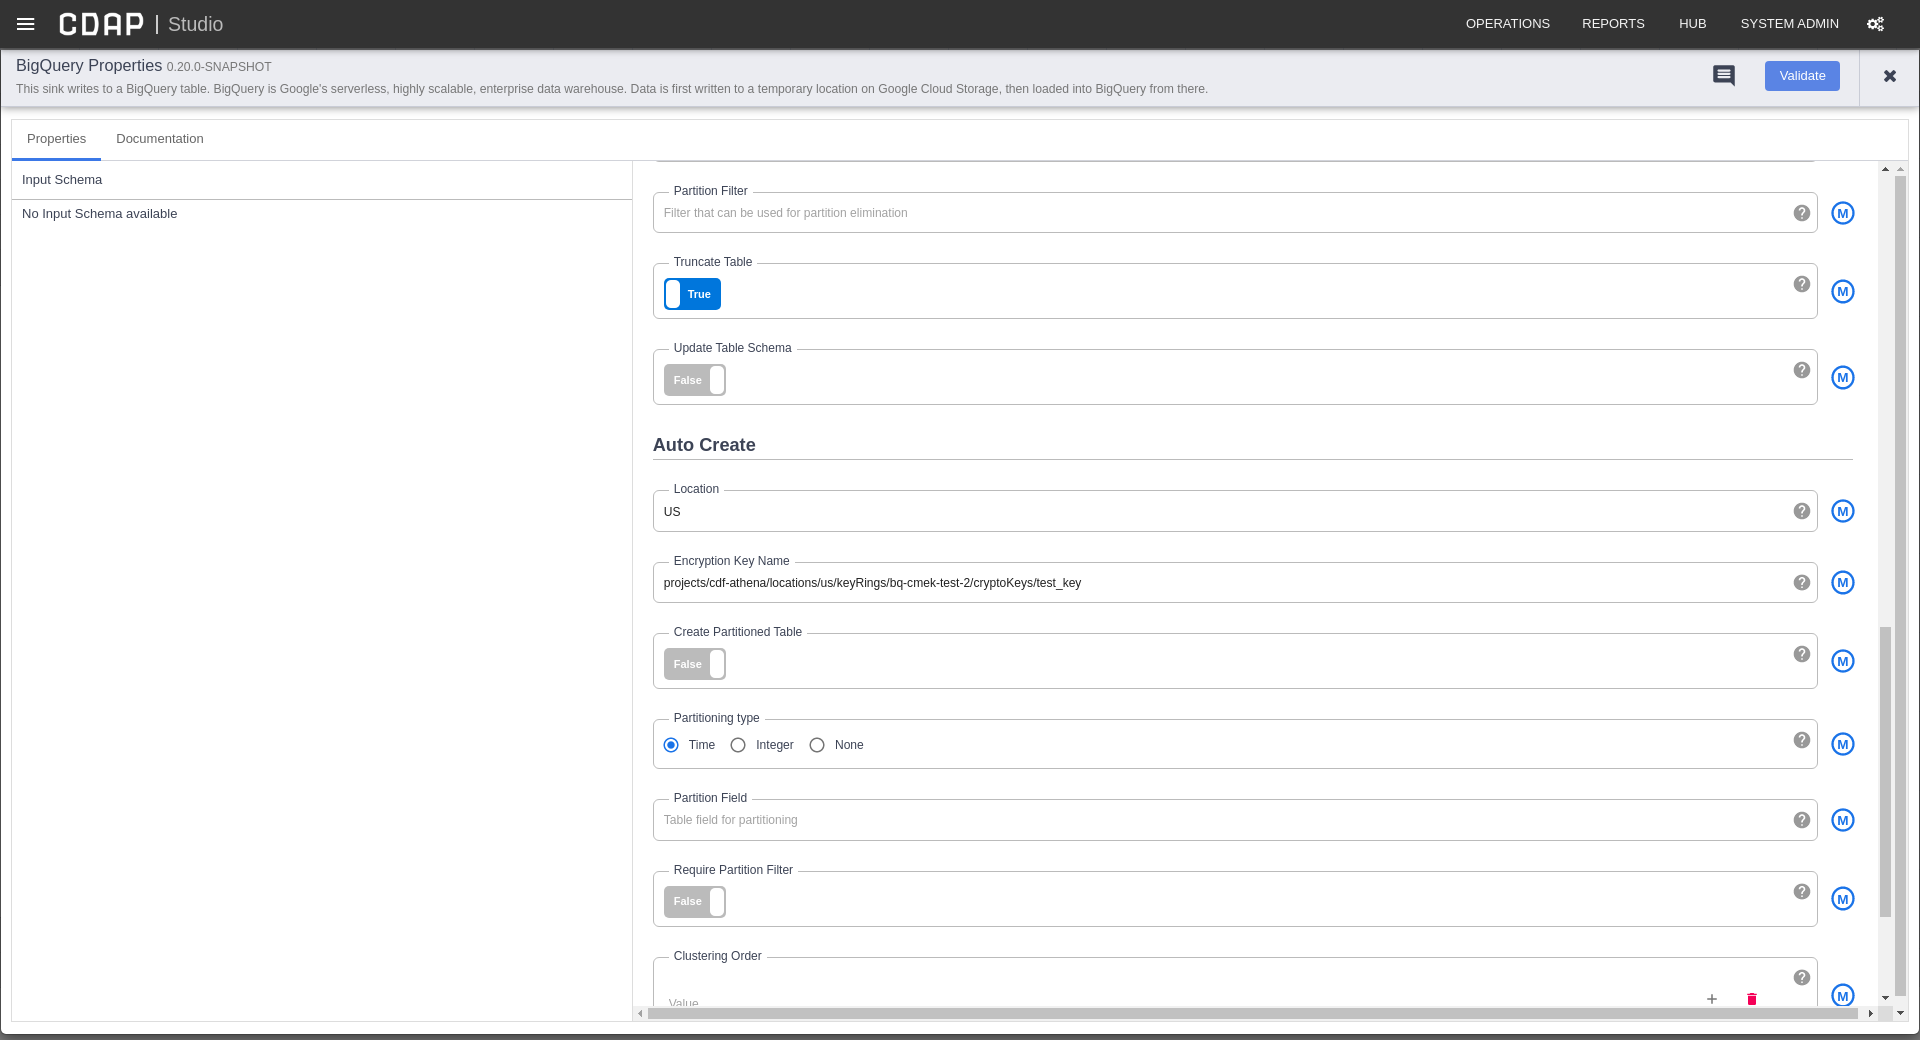 CDAP | Studio
OPERATIONS REPORTS HUB SYSTEM ADMIN
BigQuery Properties 0.20.0-SNAPSHOT
This sink writes to a BigQuery table. BigQuery is Google's serverless, highly scalable, enterprise data warehouse. Data is first written to a temporary location on Google Cloud Storage, then loaded into BigQuery from there.
Validate
Properties Documentation
Input Schema
No Input Schema available
Partition Filter
Filter that can be used for partition elimination
? M
Truncate Table
True
? M
Update Table Schema
False
? M
Auto Create
Location
US
? M
Encryption Key Name
projects/cdf-athena/locations/us/keyRings/bq-cmek-test-2/cryptoKeys/test_key
? M
Create Partitioned Table
False
? M
Partitioning type
Time Integer None
? M
Partition Field
Table field for partitioning
? M
Require Partition Filter
False
? M
Clustering Order
Value
? M